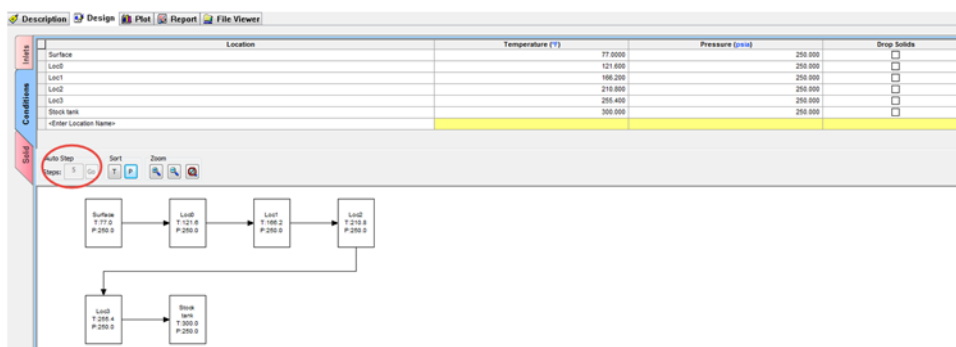 Description Design Plot Report File Viewer
Inlets
Conditions
Solid
Location Temperature (°F) Pressure (psia) Drop Solids
Surface 77.0000 250.000
Loc0 121.600 250.000
Loc1 166.200 250.000
Loc2 210.800 250.000
Loc3 255.400 250.000
Stock tank 300.000 250.000
<Enter Location Name>
Auto Step Sort Zoom
Steps: 5 Go T P
Surface
T:77.0
P:250.0
Loc0
T:121.6
P:250.0
Loc1
T:166.2
P:250.0
Loc2
T:210.8
P:250.0
Loc3
T:255.4
P:250.0
Stock
tank
T:300.0
P:250.0